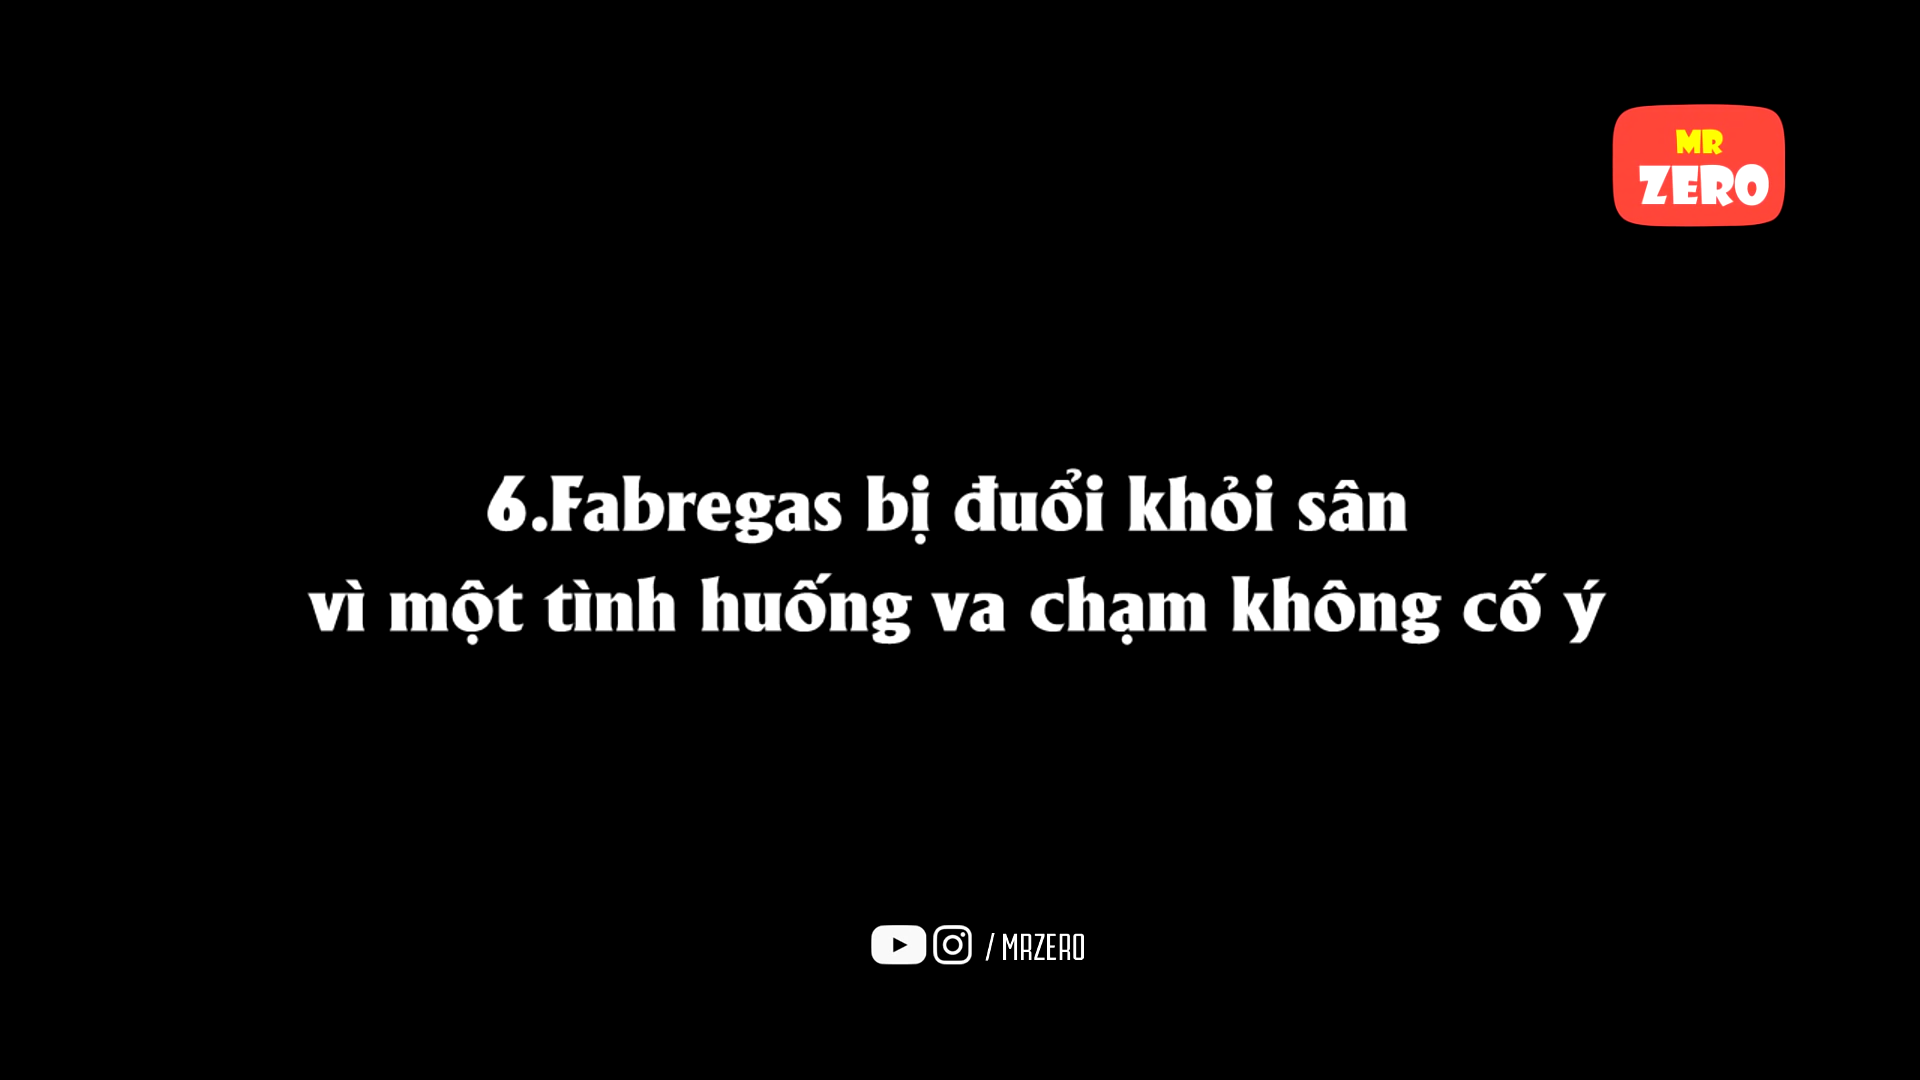 MR
ZERO
6.Fabregas bị đuổi khỏi sân
vì một tình huống va chạm không cố ý
/ MRZERO